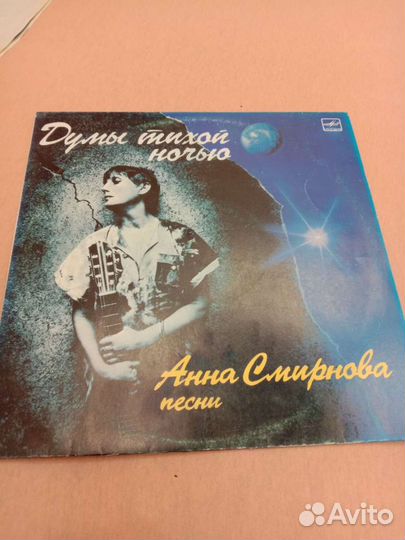 Думы тихой
ночью
Анна Смирнова
песни
Avito